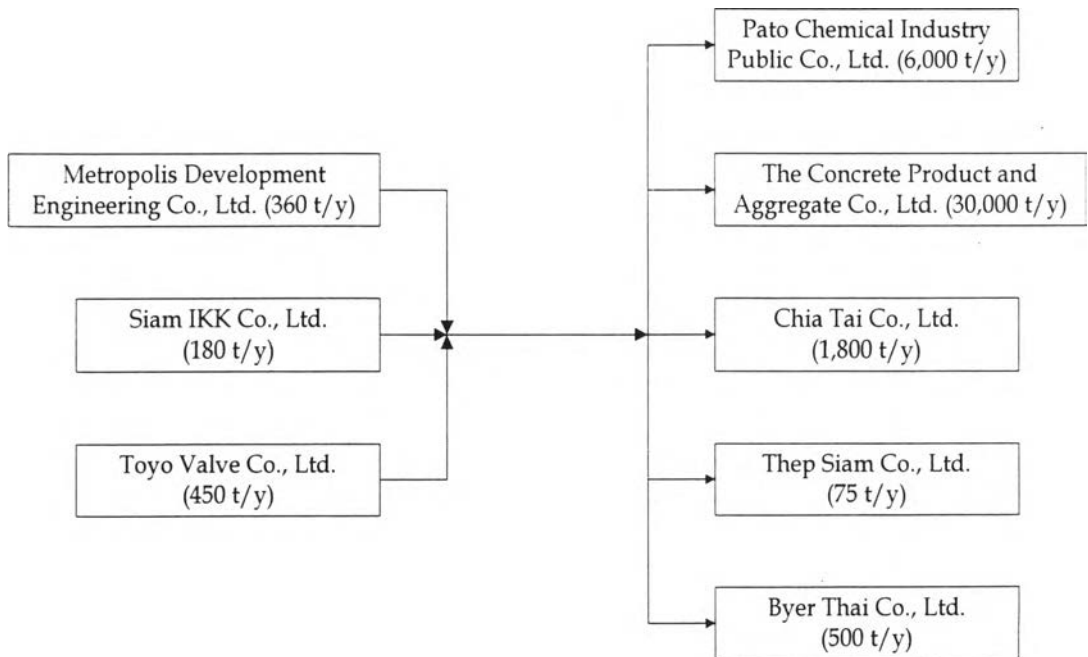 Pato Chemical Industry
Public Co., Ltd. (6,000 t/y)
Metropolis Development
Engineering Co., Ltd. (360 t/y)
The Concrete Product and
Aggregate Co., Ltd. (30,000 t/y)
Siam IKK Co., Ltd.
(180 t/y)
Chia Tai Co., Ltd.
(1,800 t/y)
Toyo Valve Co., Ltd.
(450 t/y)
Thep Siam Co., Ltd.
(75 t/y)
Byer Thai Co., Ltd.
(500 t/y)